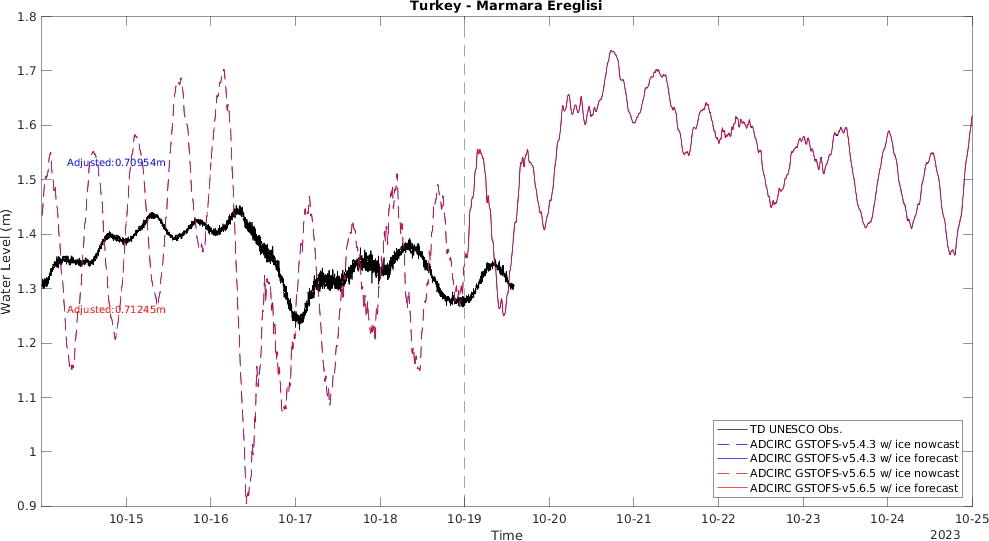 Turkey - Marmara Ereglisi
1.8
1.7
1.6
1.5
1.4
1.3
1.2
1.1
1
0.9
Water Level (m)
Adjusted:0.70954m
Adjusted:0.71245m
TD UNESCO Obs.
ADCIRC GSTOFS-v5.4.3 w/ ice nowcast
ADCIRC GSTOFS-v5.4.3 w/ ice forecast
ADCIRC GSTOFS-v5.6.5 w/ ice nowcast
ADCIRC GSTOFS-v5.6.5 w/ ice forecast
10-15 10-16 10-17 10-18 10-19 10-20 10-21 10-22 10-23 10-24 10-25
Time
2023